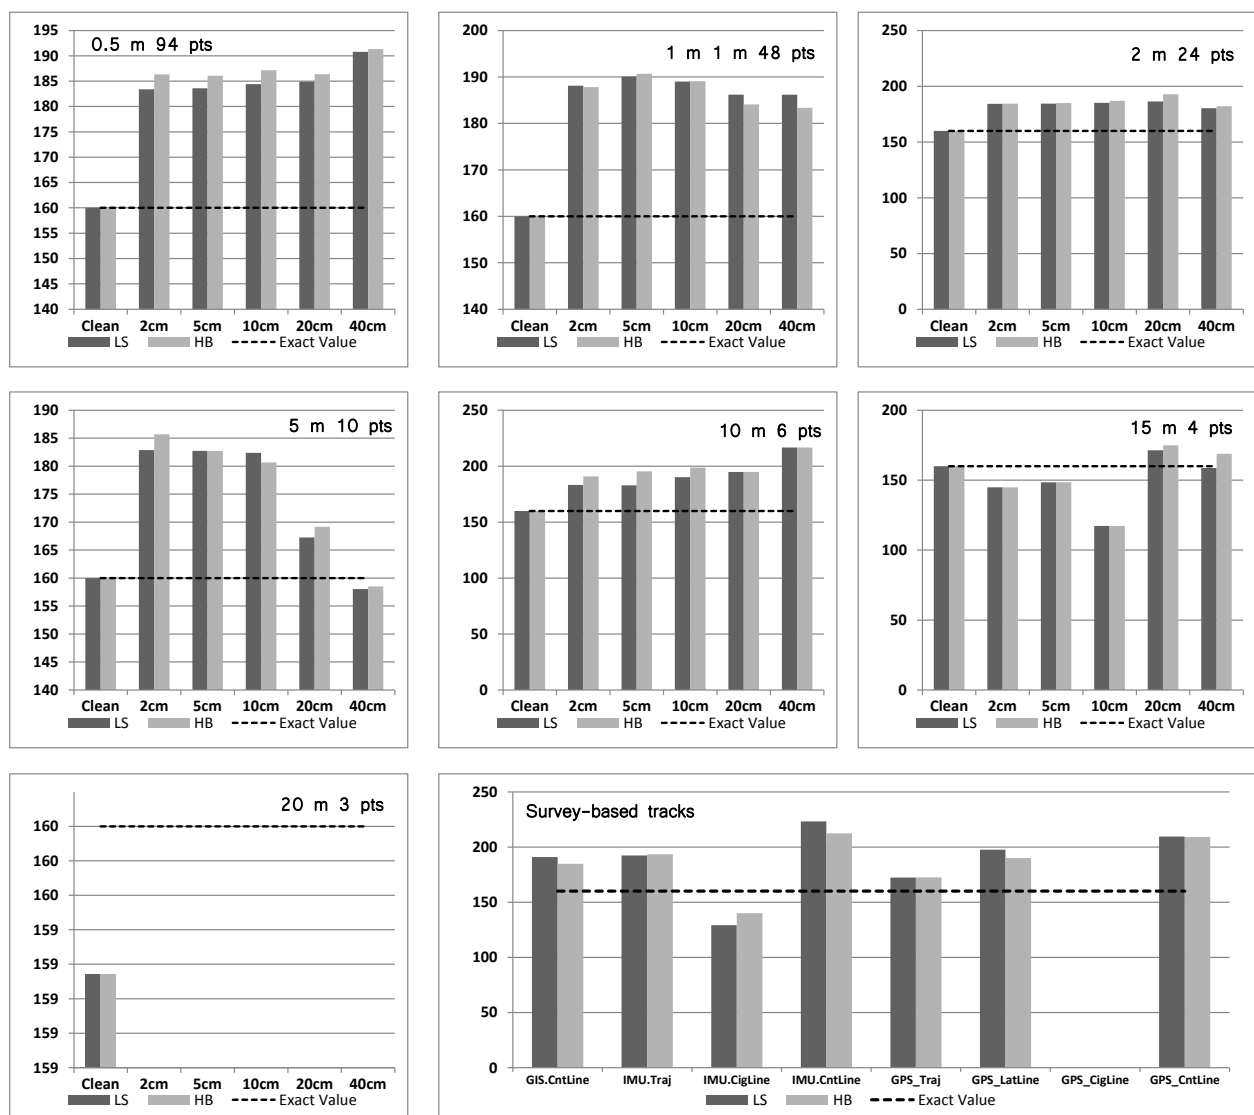 0.5 m 94 pts
195
190
185
180
175
170
165
160
155
150
145
140
Clean 2cm 5cm 10cm 20cm 40cm
LS HB Exact Value
1 m 1 m 48 pts
200
190
180
170
160
150
140
Clean 2cm 5cm 10cm 20cm 40cm
LS HB Exact Value
2 m 24 pts
250
200
150
100
50
0
Clean 2cm 5cm 10cm 20cm 40cm
LS HB Exact Value
5 m 10 pts
190
185
180
175
170
165
160
155
150
145
140
Clean 2cm 5cm 10cm 20cm 40cm
LS HB Exact Value
10 m 6 pts
250
200
150
100
50
0
Clean 2cm 5cm 10cm 20cm 40cm
LS HB Exact Value
15 m 4 pts
200
150
100
50
0
Clean 2cm 5cm 10cm 20cm 40cm
LS HB Exact Value
20 m 3 pts
160
160
160
159
159
159
159
159
Clean 2cm 5cm 10cm 20cm 40cm
LS HB Exact Value
Survey-based tracks
250
200
150
100
50
0
GIS.CntLine IMU.Traj IMU.CigLine IMU.CntLine GPS_Traj GPS_LatLine GPS_CigLine GPS_CntLine
LS HB Exact Value